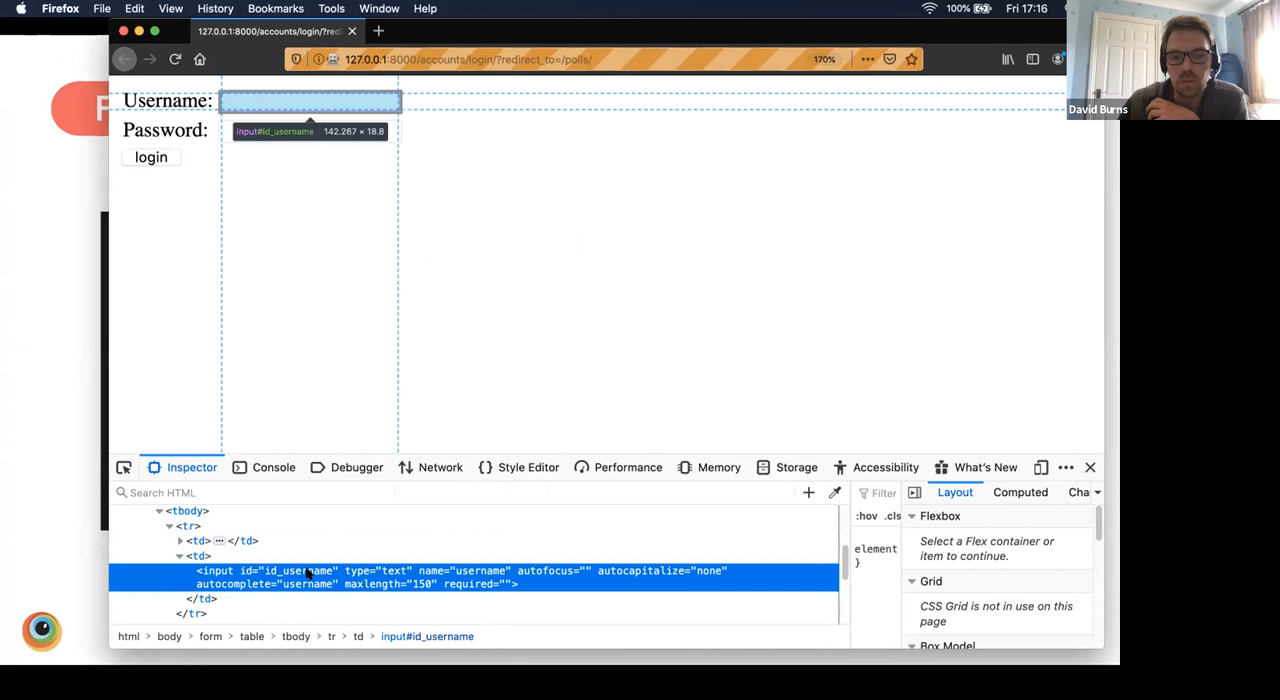 Firefox File Edit View History Bookmarks Tools Window Help 100% Fri 17:16
127.0.0.1:8000/accounts/login/?redi
127.0.0.1:8000/accounts/login/?redirect_to=/polls/ 170%
David Burns
Username:
Password:
input#id_username 142.267 × 18.8
login
Inspector Console Debugger Network Style Editor Performance Memory Storage Accessibility What's New
Search HTML
Filter
Layout Computed Cha
<tbody>
:hov .cls
Flexbox
<tr>
<td> ··· </td>
Select a Flex container or
item to continue.
element
}
<td>
<input id="id_username" type="text" name="username" autofocus="" autocapitalize="none"
autocomplete="username" maxlength="150" required="">
</td>
</tr>
Grid
CSS Grid is not in use on this
page
Box Model
html > body > form > table > tbody > tr > td > input#id_username